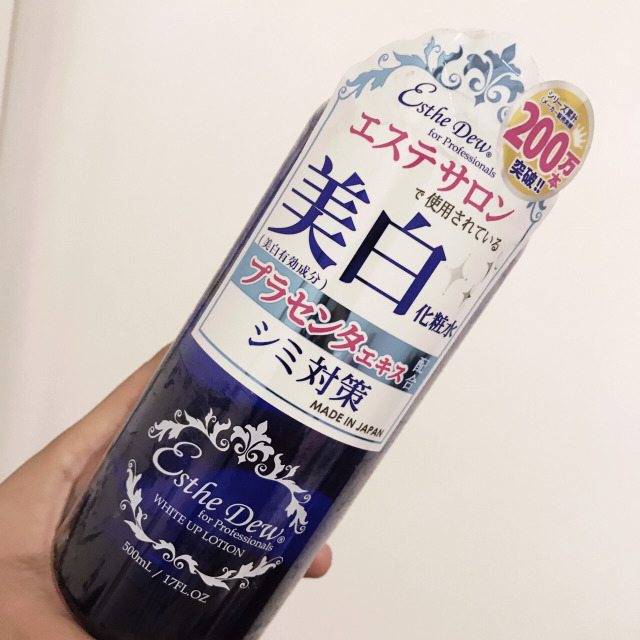 Esthe Dew®
for Professionals
エステサロン
で使用されている
美白
化粧水
(美白有効成分)
プラセンタエキス
配合
シミ対策
MADE IN JAPAN
シリーズ累計
200万本
突破!!
Esthe Dew®
for Professionals
WHITE UP LOTION
500mL / 17FL.OZ